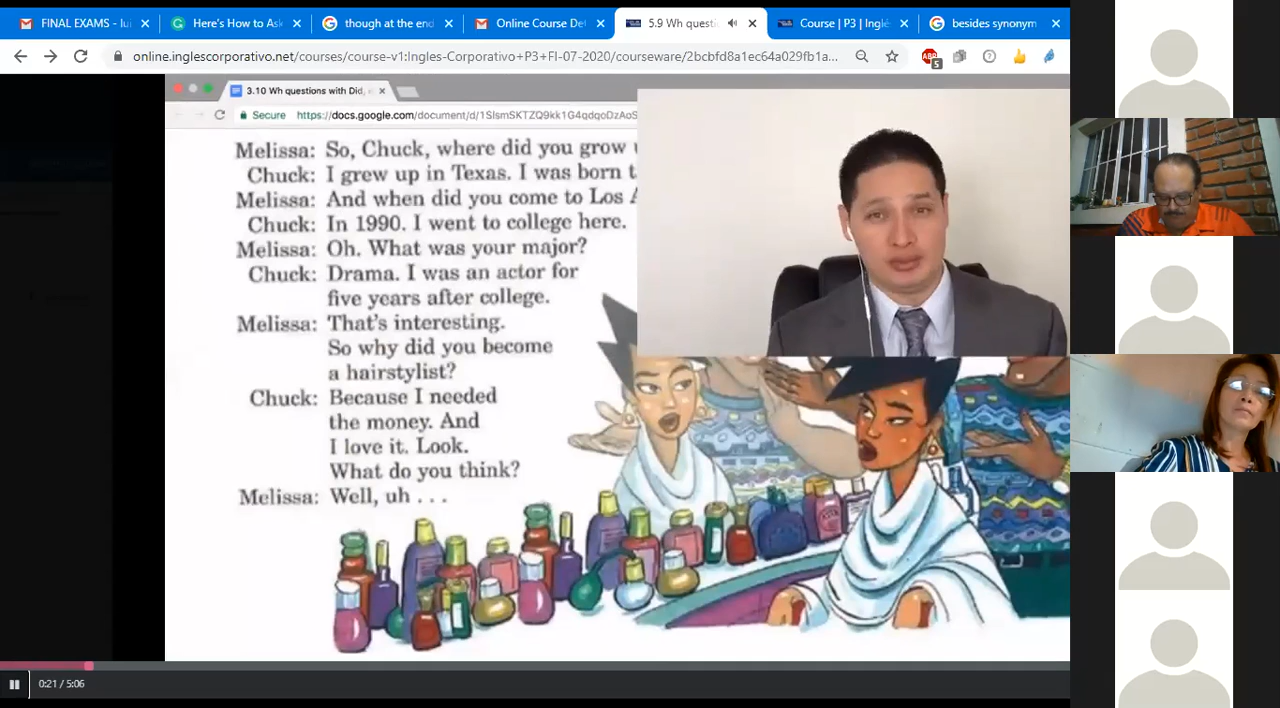 FINAL EXAMS - lui
Here's How to Ask
though at the end
Online Course Det
5.9 Wh questi
Course | P3 | Inglé
besides synonym
online.inglescorporativo.net/courses/course-v1:Ingles-Corporativo+P3+FI-07-2020/courseware/2bcbfd8a1ec64a029fb1a...
ABP
5
3.10 Wh questions with Did,
Secure https://docs.google.com/document/d/1SIsmSKTZQ9kk1G4qdqoDzAoS
Melissa: So, Chuck, where did you grow
Chuck: I grew up in Texas. I was born
Melissa: And when did you come to Los
Chuck: In 1990. I went to college here.
Melissa: Oh. What was your major?
Chuck: Drama. I was an actor for
five years after college.
Melissa: That's interesting.
So why did you become
a hairstylist?
Chuck: Because I needed
the money. And
I love it. Look.
What do you think?
Melissa: Well, uh . . .
0:21 / 5:06